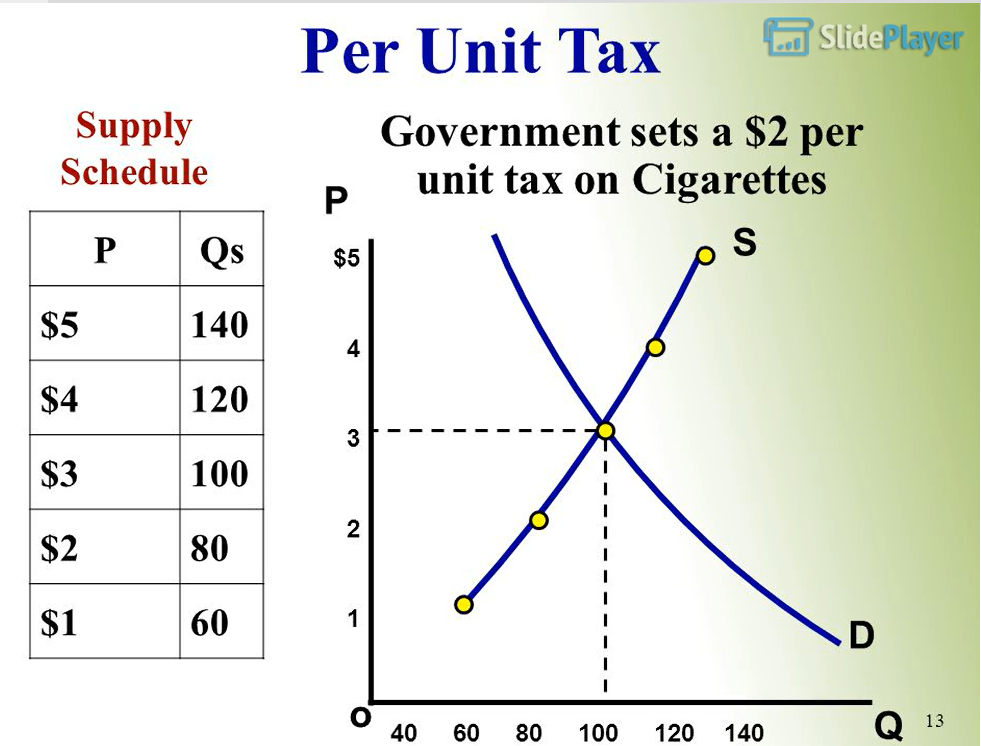 Per Unit Tax
SlidePlayer
Supply
Schedule
Government sets a $2 per
unit tax on Cigarettes
P Qs
$5 140
$4 120
$3 100
$2 80
$1 60
P
$5
4
3
2
1
o
40 60 80 100 120 140
Q
S
D
13